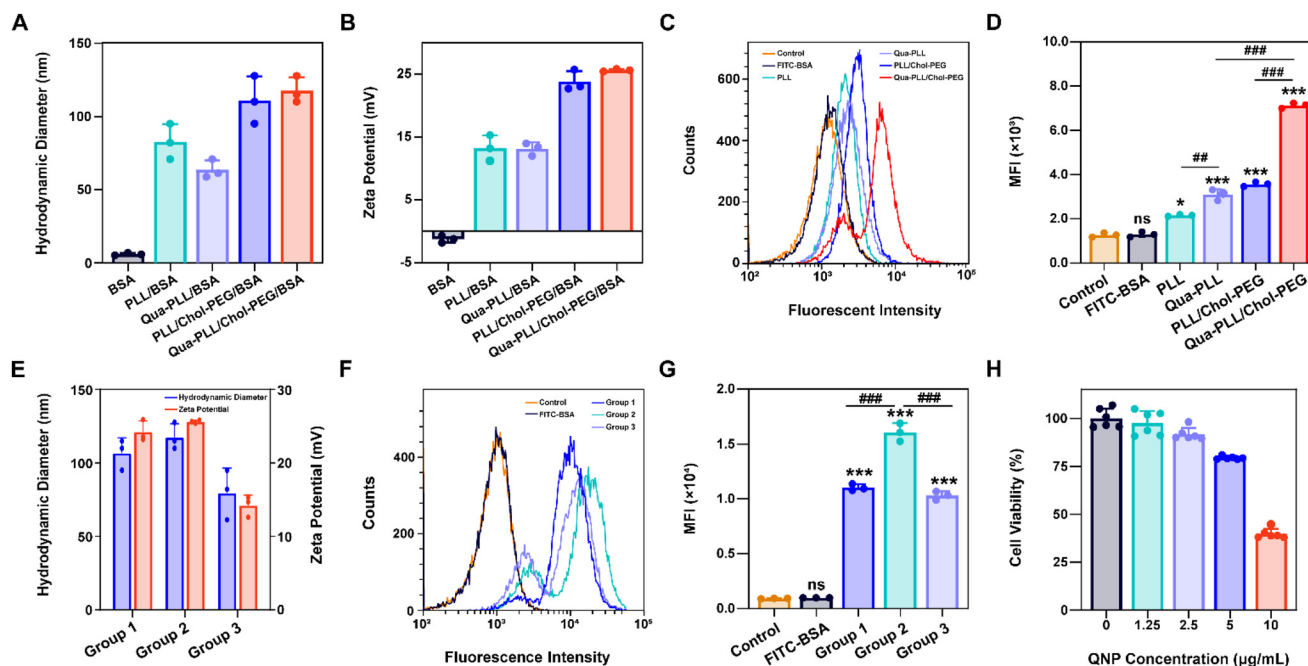 A
Hydrodynamic Diameter (nm)
150
100
50
0
BSA
PLL/BSA
Qua-PLL/BSA
PLL/Chol-PEG/BSA
Qua-PLL/Chol-PEG/BSA
B
Zeta Potential (mV)
25
15
5
-5
BSA
PLL/BSA
Qua-PLL/BSA
PLL/Chol-PEG/BSA
Qua-PLL/Chol-PEG/BSA
C
Control
FITC-BSA
PLL
Qua-PLL
PLL/Chol-PEG
Qua-PLL/Chol-PEG
Counts
600
400
200
0
10² 10³ 10⁴ 10⁵
Fluorescent Intensity
D
MFI (×10³)
10.0
8.0
6.0
4.0
2.0
0.0
###
###
***
##
***
***
*
ns
Control
FITC-BSA
PLL
Qua-PLL
PLL/Chol-PEG
Qua-PLL/Chol-PEG
E
Hydrodynamic Diameter
Zeta Potential
Hydrodynamic Diameter (nm)
150
100
50
0
Zeta Potential (mV)
30
20
10
0
Group 1
Group 2
Group 3
F
Control
FITC-BSA
Group 1
Group 2
Group 3
Counts
400
200
0
10² 10³ 10⁴ 10⁵
Fluorescence Intensity
G
MFI (×10⁴)
2.0
1.5
1.0
0.5
0.0
### ###
***
***
***
ns
Control
FITC-BSA
Group 1
Group 2
Group 3
H
Cell Viability (%)
100
75
50
25
0
0 1.25 2.5 5 10
QNP Concentration (μg/mL)